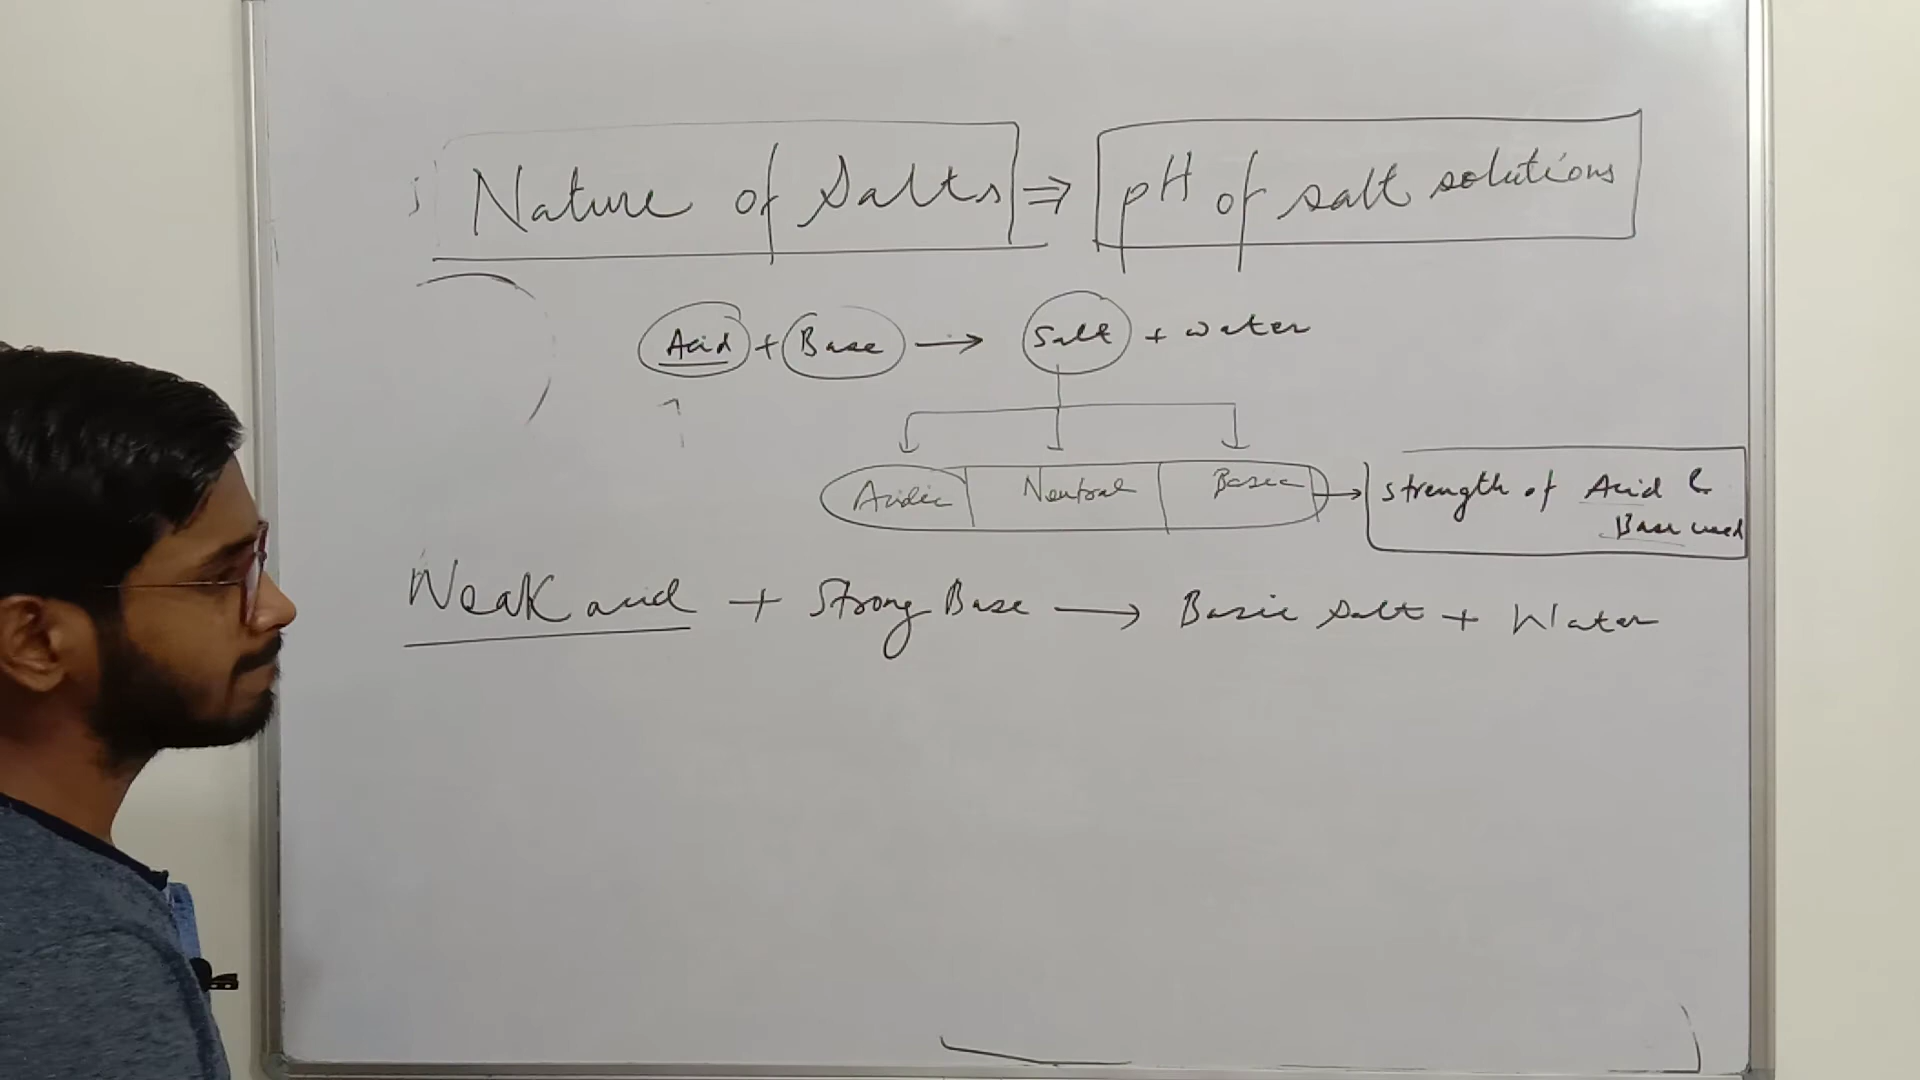 Nature of Salts ⇒ pH of salt solutions
Acid + Base → Salt + water
Acidic Neutral Basic → strength of Acid &
Base used
Weak acid + Strong Base → Basic salt + Water